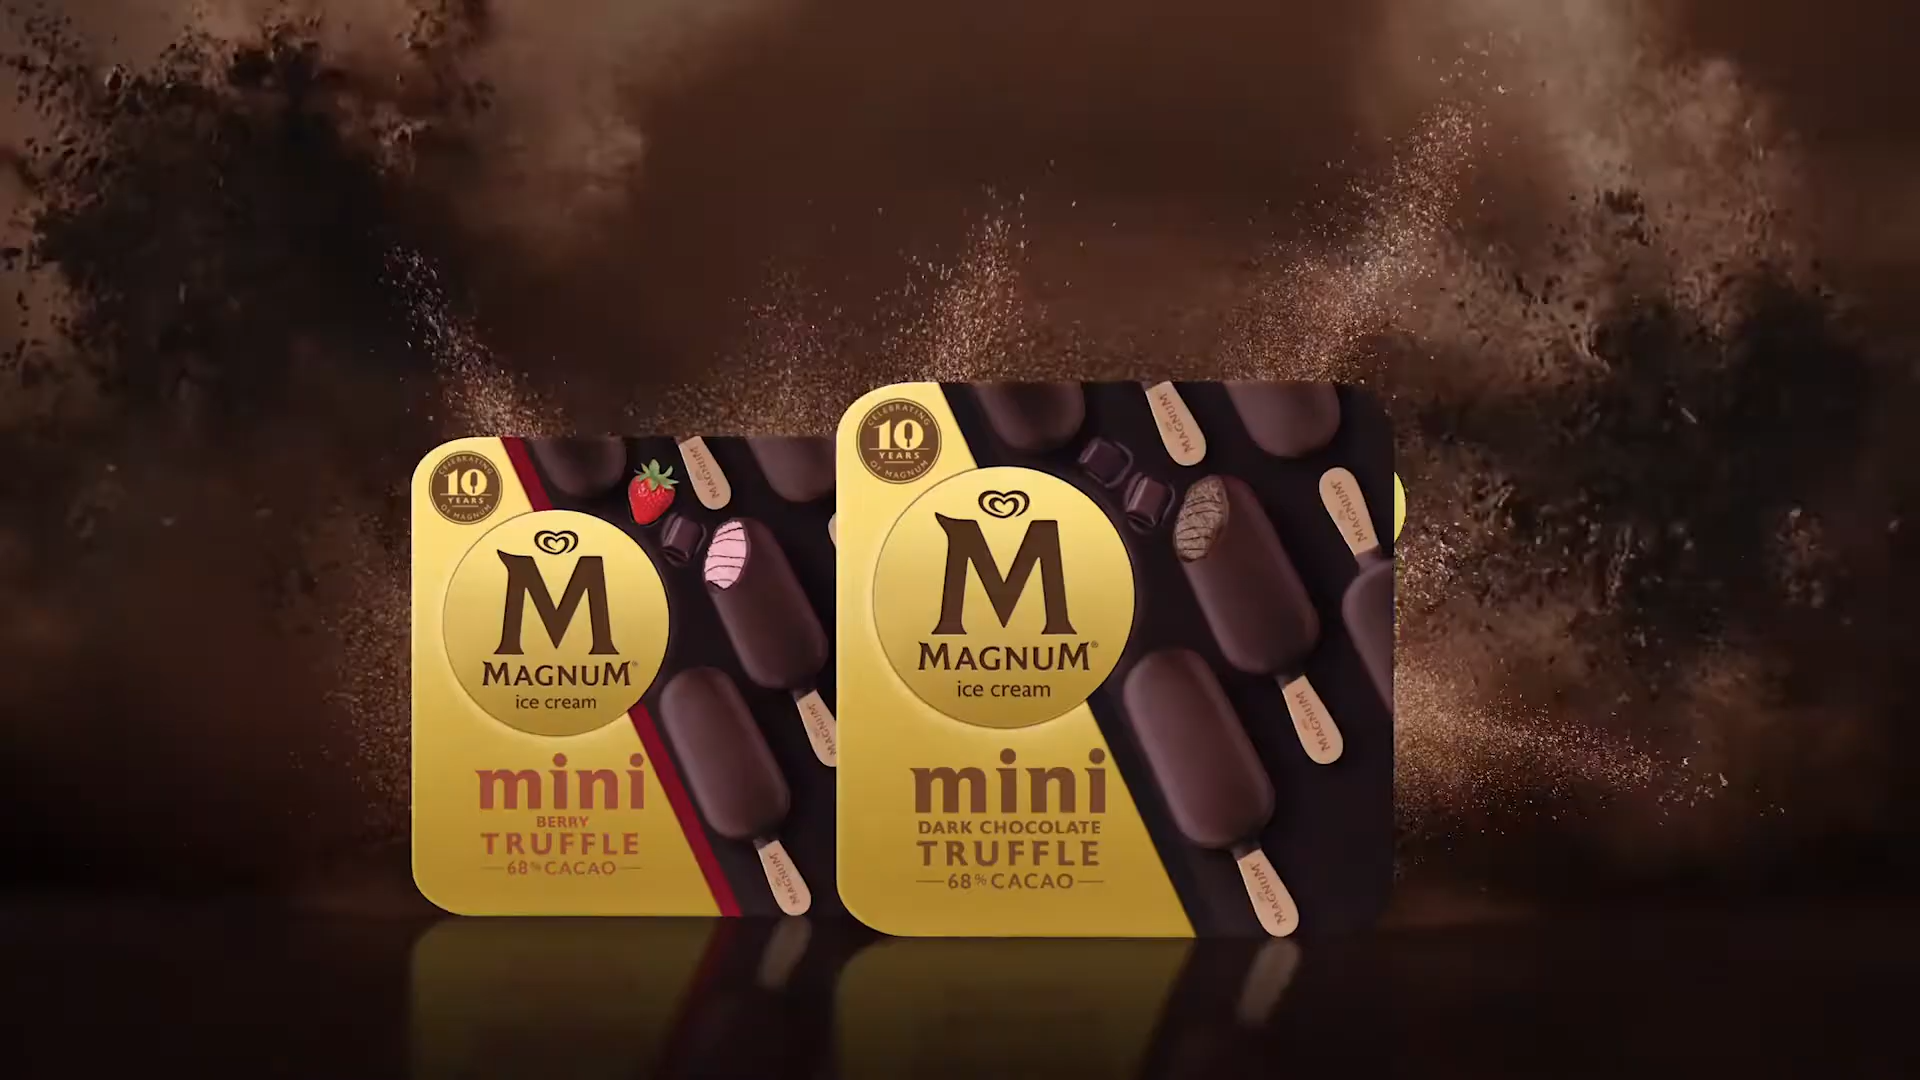 CELEBRATING
10
YEARS
OF MAGNUM
M
MAGNUM®
ice cream
mini
BERRY
TRUFFLE
68% CACAO
MAGNUM
MAGNUM
MAGNUM
CELEBRATING
10
YEARS
OF MAGNUM
M
MAGNUM®
ice cream
mini
DARK CHOCOLATE
TRUFFLE
68% CACAO
MAGNUM
MAGNUM
MAGNUM
MAGNUM